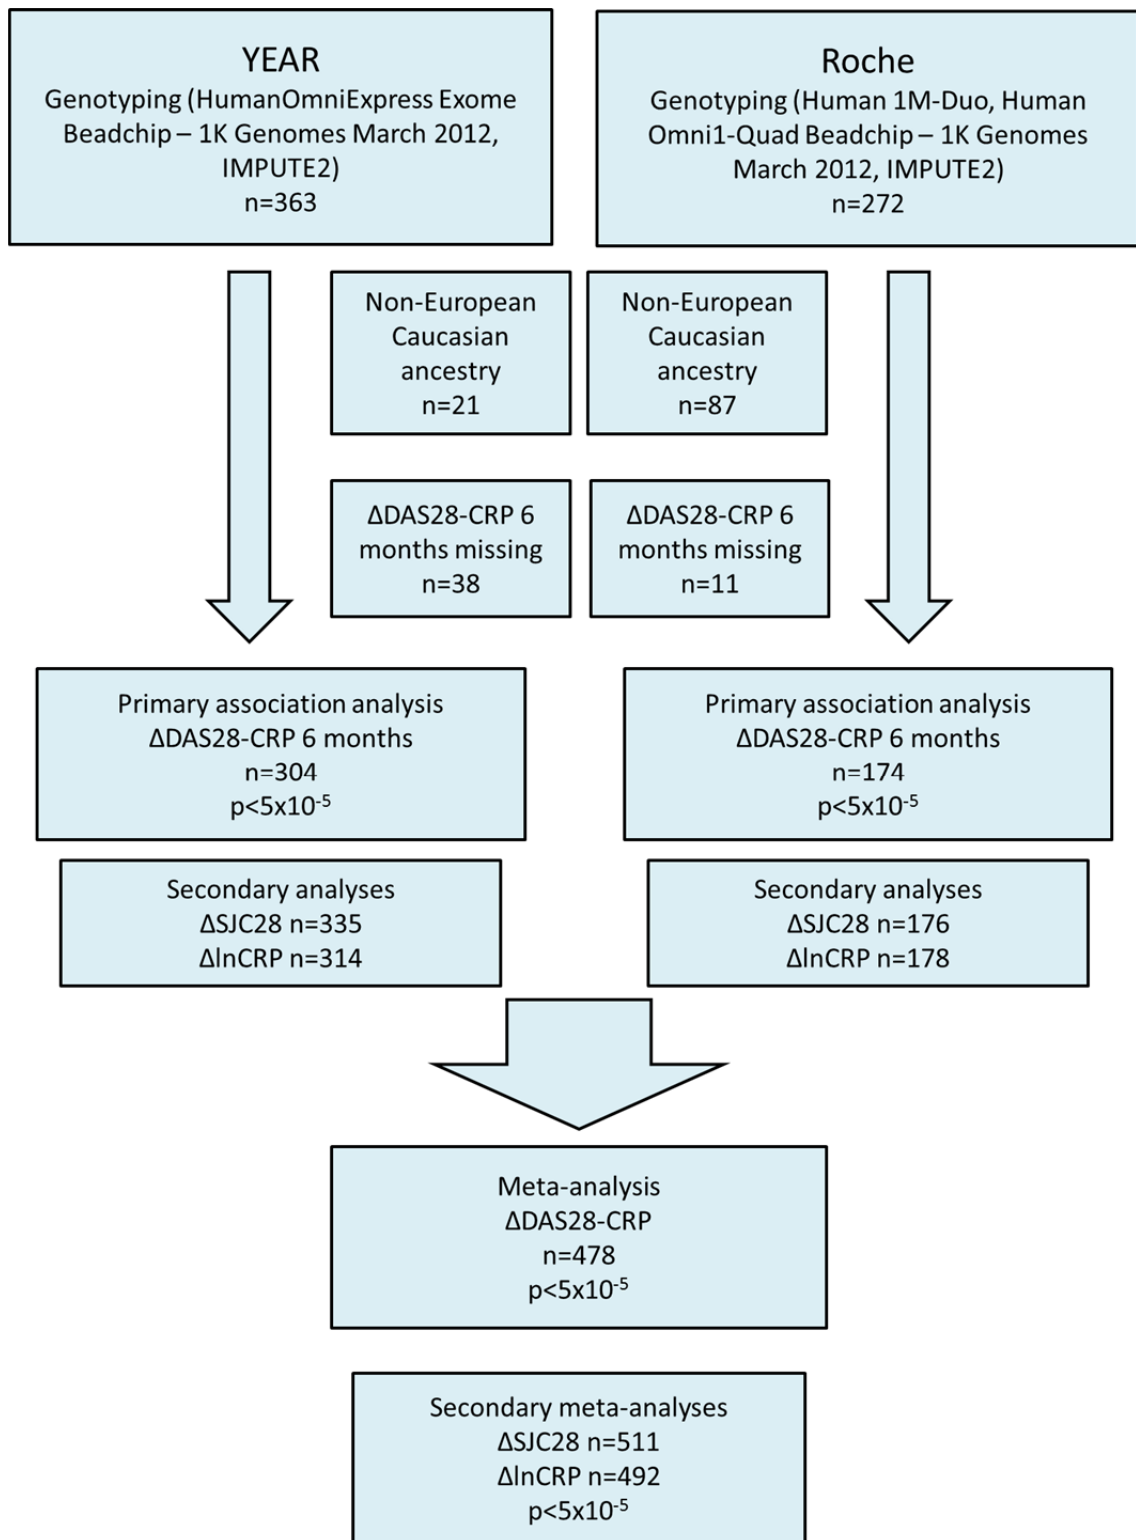 YEAR
Genotyping (HumanOmniExpress Exome
Beadchip – 1K Genomes March 2012,
IMPUTE2)
n=363
Roche
Genotyping (Human 1M-Duo, Human
Omni1-Quad Beadchip – 1K Genomes
March 2012, IMPUTE2)
n=272
Non-European
Caucasian
ancestry
n=21
Non-European
Caucasian
ancestry
n=87
ΔDAS28-CRP 6
months missing
n=38
ΔDAS28-CRP 6
months missing
n=11
Primary association analysis
ΔDAS28-CRP 6 months
n=304
p<5x10⁻⁵
Primary association analysis
ΔDAS28-CRP 6 months
n=174
p<5x10⁻⁵
Secondary analyses
ΔSJC28 n=335
ΔlnCRP n=314
Secondary analyses
ΔSJC28 n=176
ΔlnCRP n=178
Meta-analysis
ΔDAS28-CRP
n=478
p<5x10⁻⁵
Secondary meta-analyses
ΔSJC28 n=511
ΔlnCRP n=492
p<5x10⁻⁵